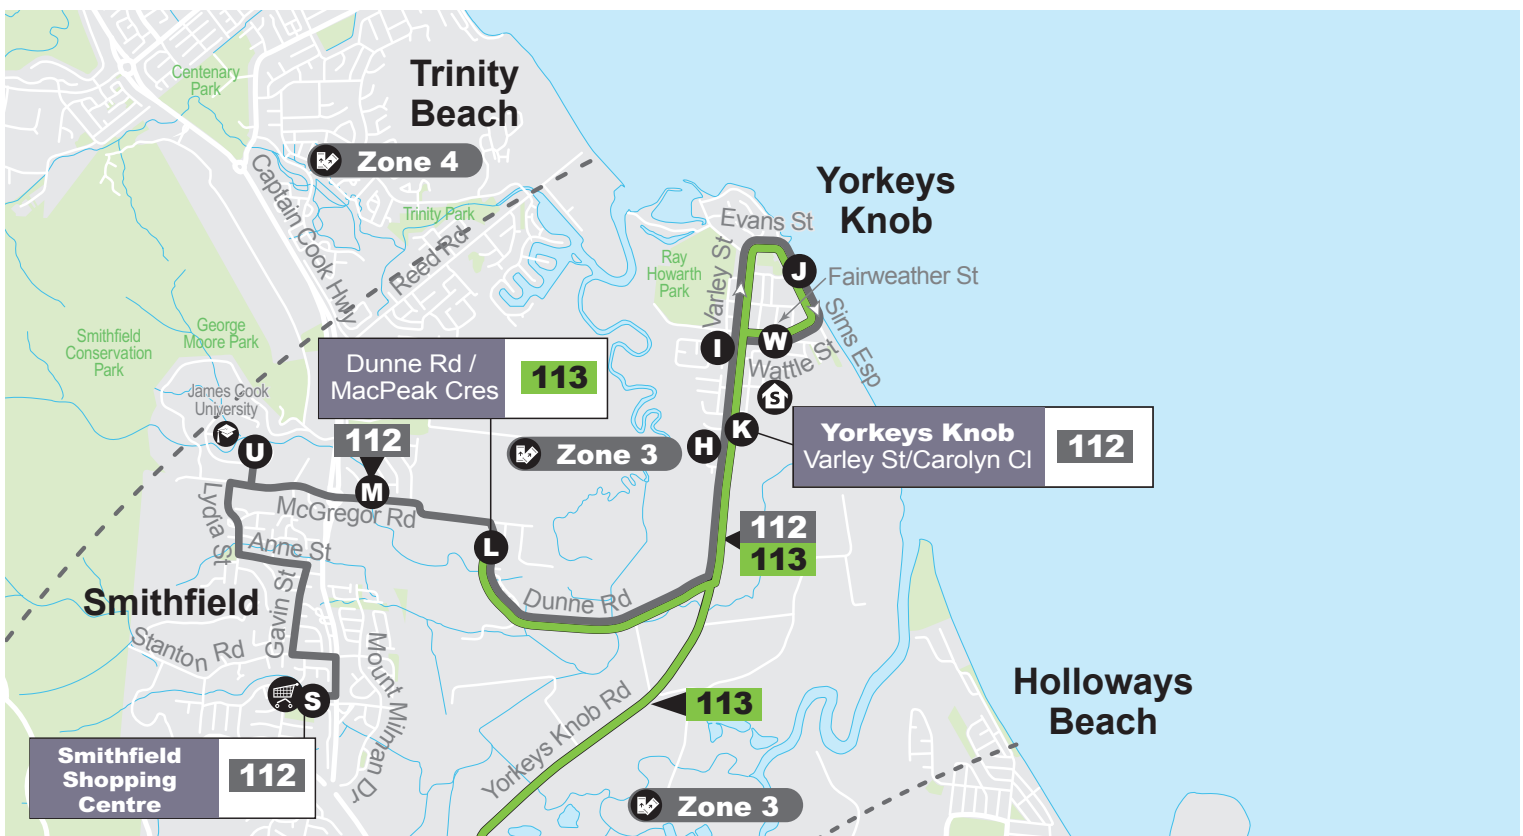 Centenary
Park
Trinity
Beach
Zone 4
Captain Cook Hwy
Trinity Park
Reed Rd
Yorkeys
Knob
Evans St
Ray
Howarth
Park
Varley St
J
Fairweather St
Sims Esp
I
W
Wattle St
S
Smithfield
Conservation
Park
George
Moore Park
James Cook
University
U
Dunne Rd /
MacPeak Cres
113
112
M
McGregor Rd
Zone 3
H
K
Yorkeys Knob
Varley St/Carolyn Cl
112
Lydia St
Anne St
L
112
113
Smithfield
Gavin St
Dunne Rd
Stanton Rd
Mount Milman Dr
S
Yorkeys Knob Rd
113
Holloways
Beach
Smithfield
Shopping
Centre
112
Zone 3